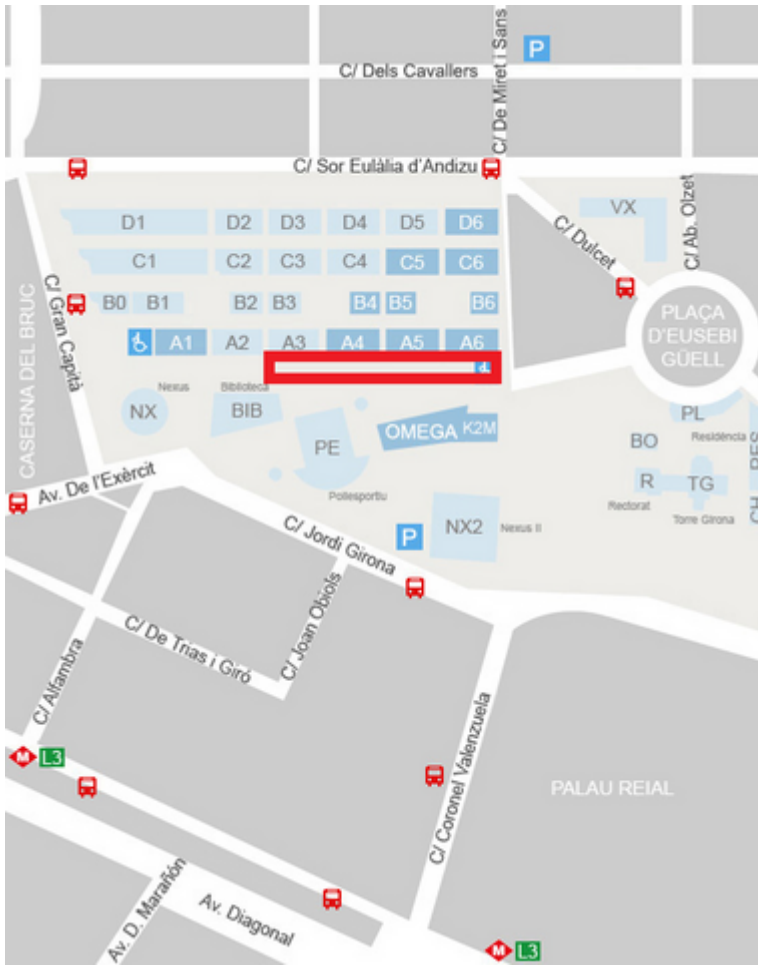 C/ De Miret i Sans
P
C/ Dels Cavallers
C/ Sor Eulàlia d'Andizu
VX
C/ Ab. Olzet
D1 D2 D3 D4 D5 D6
C/ Dulcet
C1 C2 C3 C4 C5 C6
C/ Gran Capità
B0 B1 B2 B3 B4 B5 B6
PLAÇA
D'EUSEBI
GÜELL
A1 A2 A3 A4 A5 A6
CASERNA DEL BRUC
Nexus
Biblioteca
NX
BIB
PE
OMEGA K2M
PL
Residència
BO
R
TG
Rectorat
Torre Girona
CH
RES
Poliesportiu
Av. De l'Exèrcit
C/ Jordi Girona
P
NX2
Nexus II
C/ Joan Obiols
C/ De Trias i Giró
C/ Alfambra
M L3
C/ Coronel Valenzuela
PALAU REIAL
Av. D. Marañón
Av. Diagonal
M L3